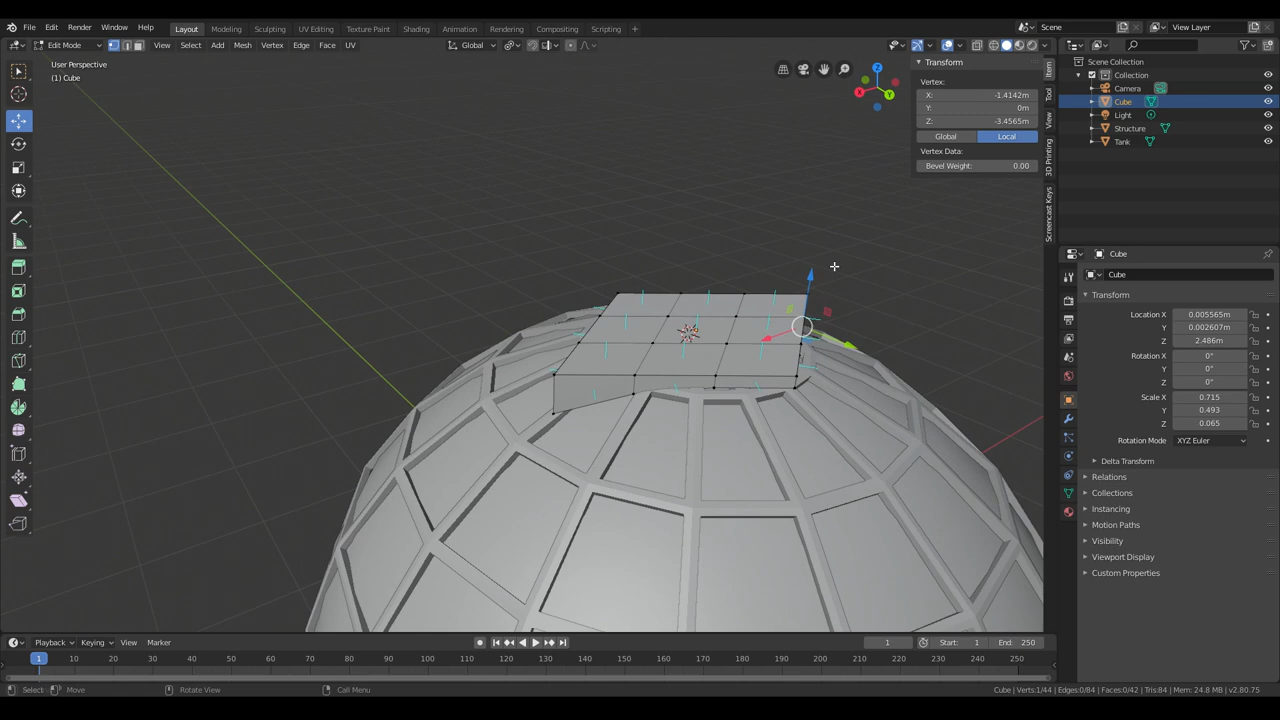 File Edit Render Window Help Layout Modeling Sculpting UV Editing Texture Paint Shading Animation Rendering Compositing Scripting + Scene View Layer
Edit Mode View Select Add Mesh Vertex Edge Face UV Global
User Perspective
(1) Cube
Z
X
Y
Transform
Vertex:
X: -1.4142m
Y: 0m
Z: -3.4565m
Global Local
Vertex Data:
Bevel Weight: 0.00
Item
Tool
View
3D Printing
Screencast Keys
Scene Collection
Collection
Camera
Cube
Light
Structure
Tank
Cube
Cube
Transform
Location X 0.005565m
Y 0.002607m
Z 2.486m
Rotation X 0°
Y 0°
Z 0°
Scale X 0.715
Y 0.493
Z 0.065
Rotation Mode XYZ Euler
Delta Transform
Relations
Collections
Instancing
Motion Paths
Visibility
Viewport Display
Custom Properties
Playback Keying View Marker 1 Start: 1 End: 250
1 10 20 30 40 50 60 70 80 90 100 110 120 130 140 150 160 170 180 190 200 210 220 230 240 250
Select Move Rotate View Call Menu Cube | Verts:1/44 | Edges:0/84 | Faces:0/42 | Tris:84 | Mem: 24.8 MB | v2.80.75